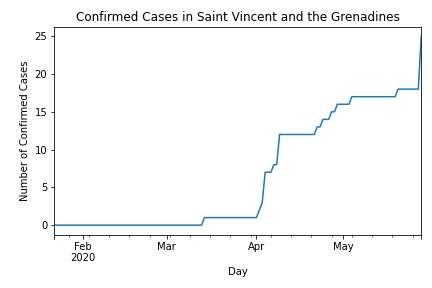 Confirmed Cases in Saint Vincent and the Grenadines
Number of Confirmed Cases
25
20
15
10
5
0
Feb
2020
Mar
Apr
May
Day